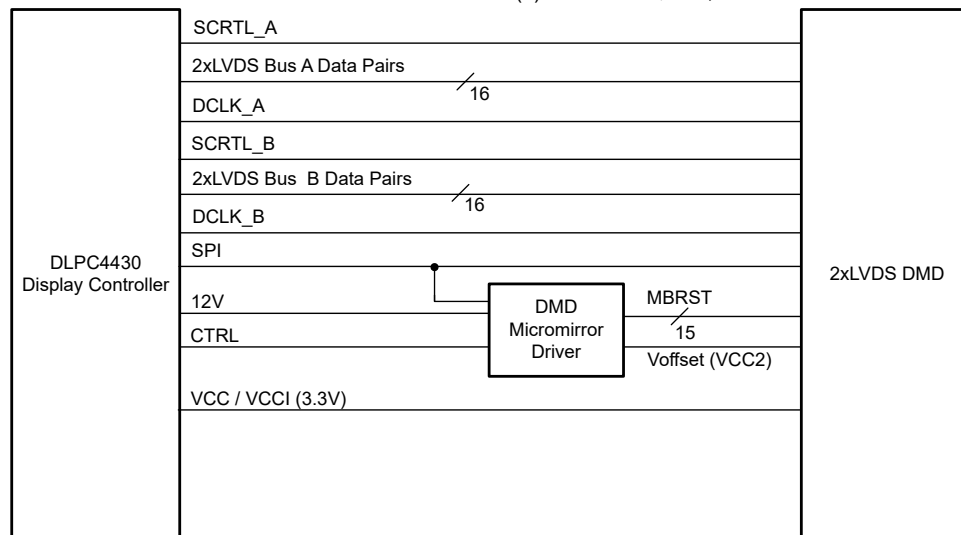 SCRTL_A
2xLVDS Bus A Data Pairs
16
DCLK_A
SCRTL_B
2xLVDS Bus B Data Pairs
16
DCLK_B
SPI
DLPC4430
Display Controller
2xLVDS DMD
12V
CTRL
DMD
Micromirror
Driver
MBRST
15
Voffset (VCC2)
VCC / VCCI (3.3V)